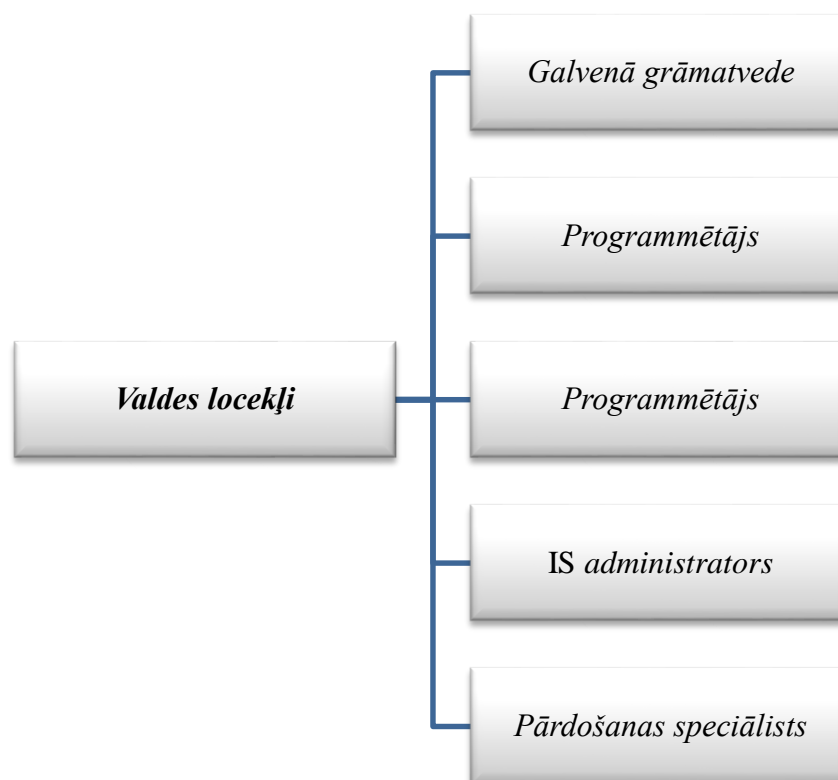 Galvenā grāmatvede
Programmētājs
Valdes locekļi
Programmētājs
IS administrators
Pārdošanas speciālists